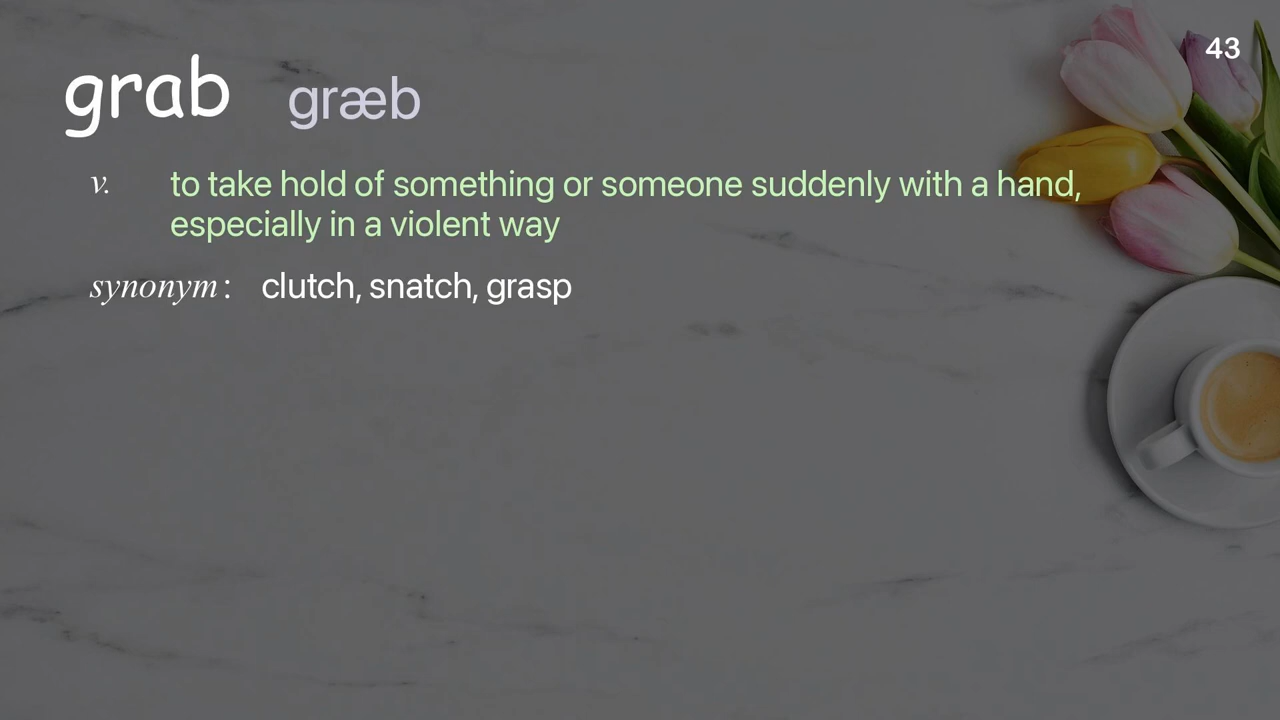 43
grab græb
v. to take hold of something or someone suddenly with a hand,
especially in a violent way
synonym : clutch, snatch, grasp